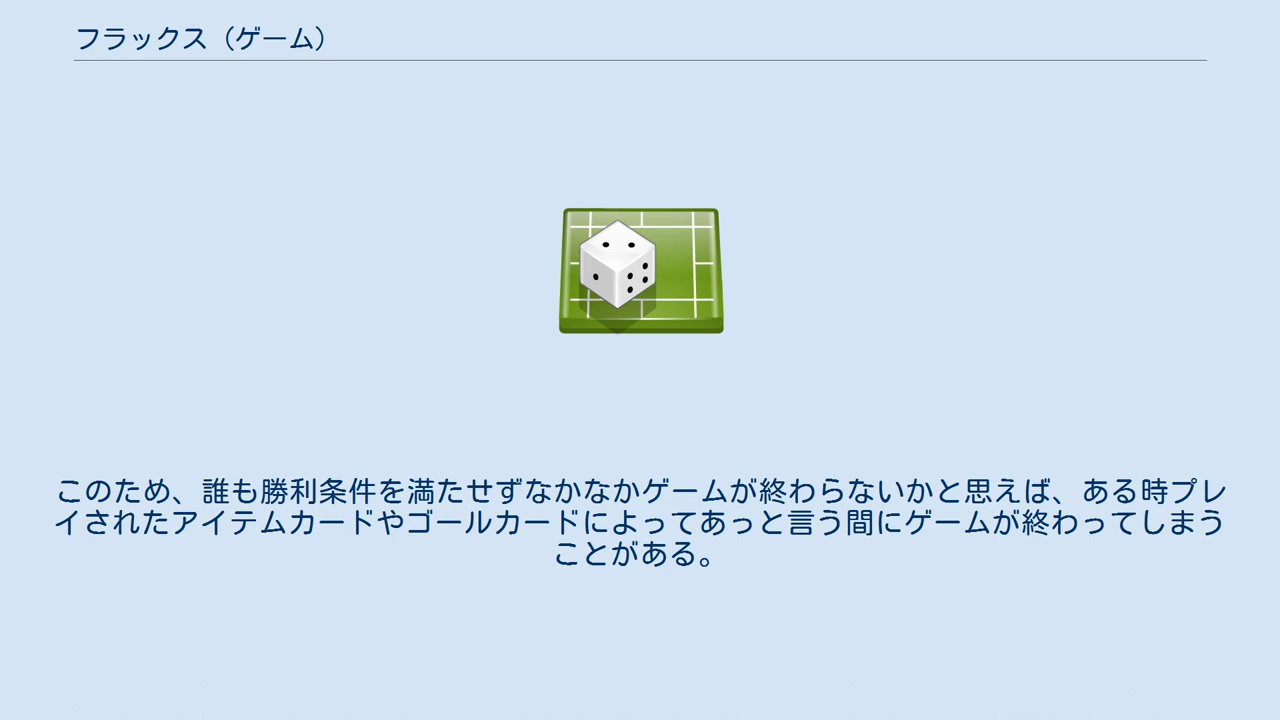 フラックス（ゲーム）
このため、誰も勝利条件を満たせずなかなかゲームが終わらないかと思えば、ある時プレ
イされたアイテムカードやゴールカードによってあっと言う間にゲームが終わってしまう
ことがある。